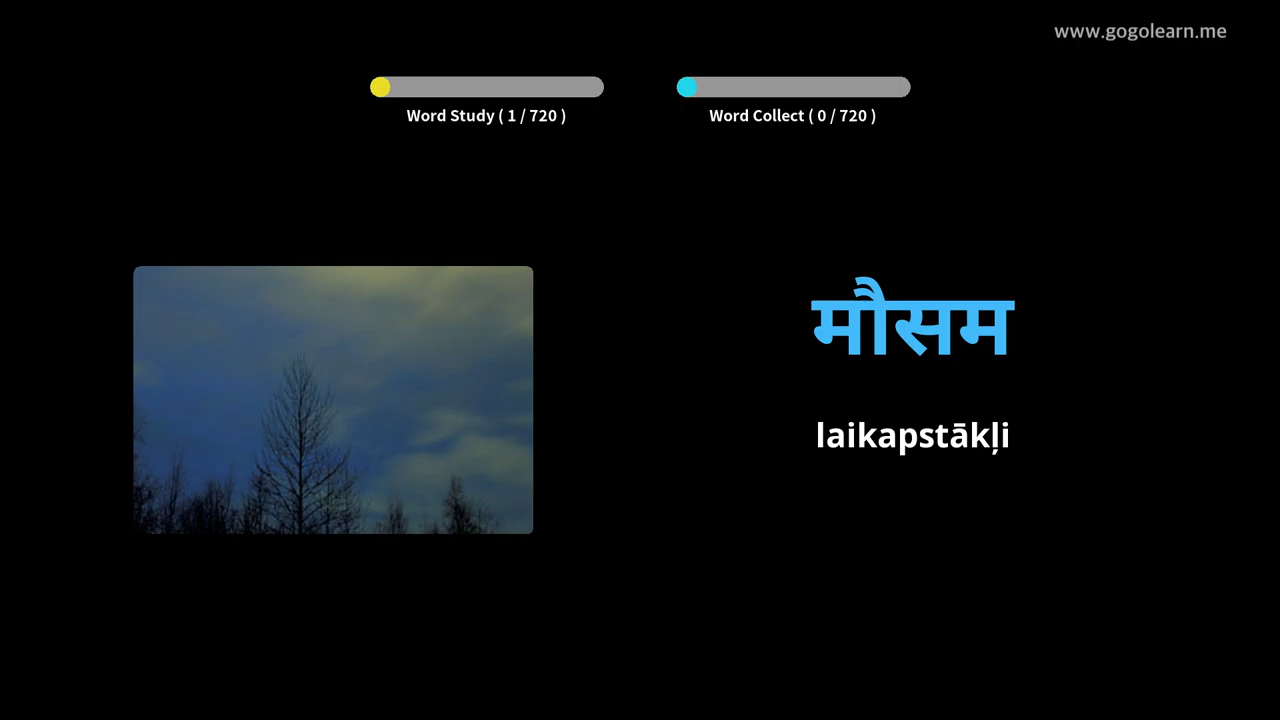 www.gogolearn.me
Word Study ( 1 / 720 )
Word Collect ( 0 / 720 )
मौसम
laikapstākļi